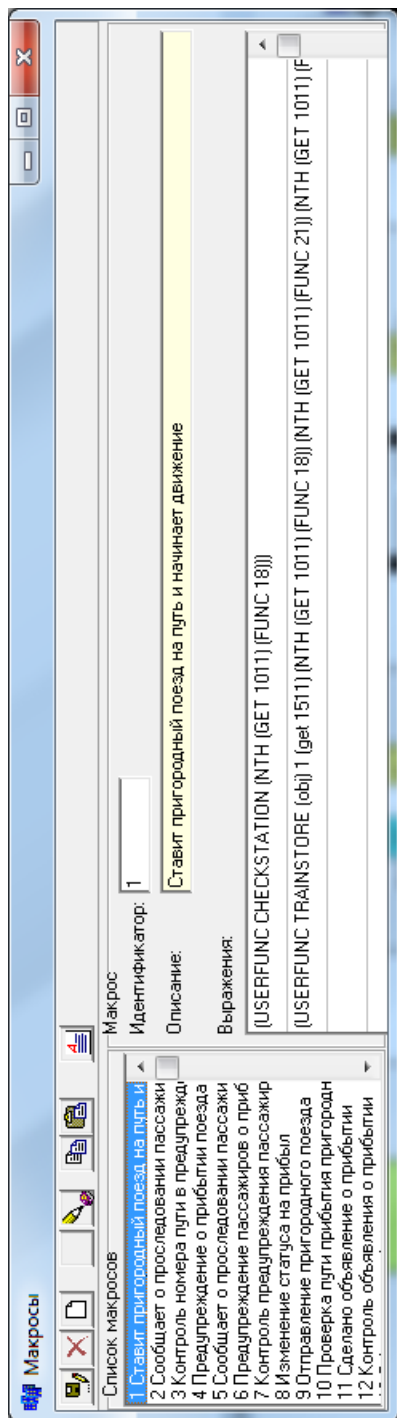 Макросы
Список макросов
1 Ставит пригородный поезд на путь и
2 Сообщает о проследовании пассажи
3 Контроль номера пути в предупрежд
4 Предупреждение о прибытии поезда
5 Сообщает о проследовании пассажи
6 Предупреждение пассажиров о приб
7 Контроль предупреждения пассажир
8 Изменение статуса на прибыл
9 Отправление пригородного поезда
10 Проверка пути прибытия пригородн
11 Сделано объявление о прибытии
12 Контроль объявления о прибытии
Макрос
Идентификатор: 1
Описание: Ставит пригородный поезд на путь и начинает движение
Выражения:
(USERFUNC CHECKSTATION (NTH (GET 1011) (FUNC 18)))
(USERFUNC TRAINSTORE (obj) 1 (get 1511) (NTH (GET 1011) (FUNC 18)) (NTH (GET 1011) (FUNC 21)) (NTH (GET 1011) (F